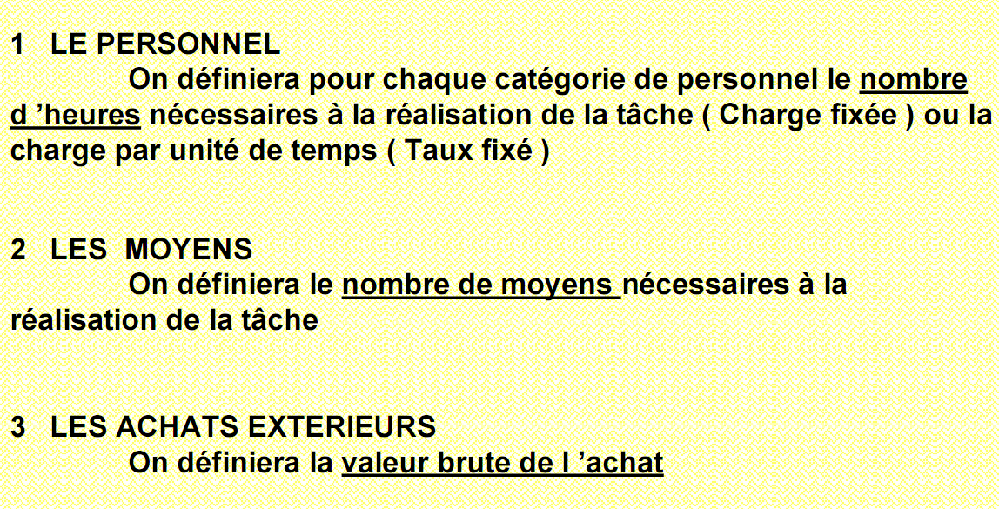 1 LE PERSONNEL
On définiera pour chaque catégorie de personnel le nombre
d ’heures nécessaires à la réalisation de la tâche ( Charge fixée ) ou la
charge par unité de temps ( Taux fixé )
2 LES MOYENS
On définiera le nombre de moyens nécessaires à la
réalisation de la tâche
3 LES ACHATS EXTERIEURS
On définiera la valeur brute de l ’achat